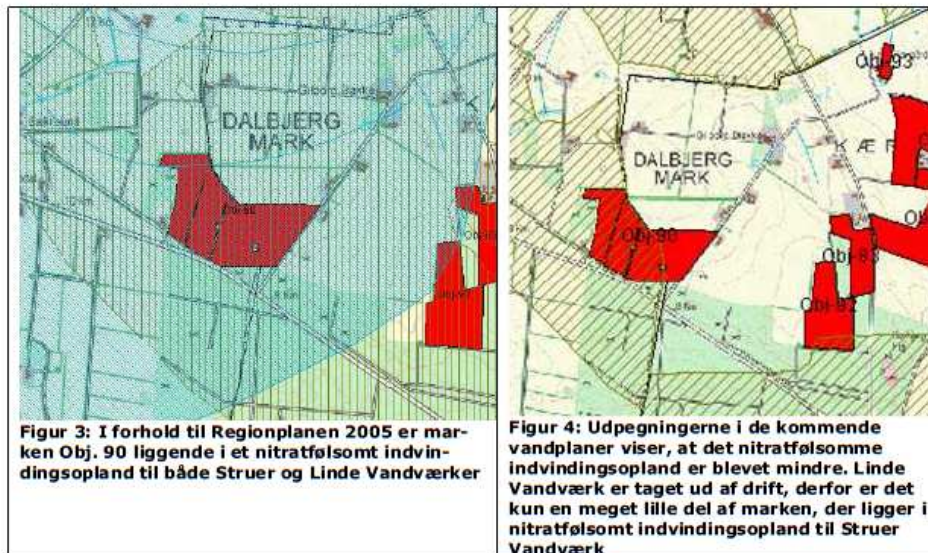 DALBJERG
MARK
Figur 3: I forhold til Regionplanen 2005 er mar-
ken Obj. 90 liggende i et nitratfølsomt indvin-
dingsopland til både Struer og Linde Vandværker
Obj-93
K Æ R
DALBJERG
MARK
Obj-90
Obj-83
Obj-92
Figur 4: Udpegningerne i de kommende
vandplaner viser, at det nitratfølsomme
indvindingsopland er blevet mindre. Linde
Vandværk er taget ud af drift, derfor er det
kun en meget lille del af marken, der ligger i
nitratfølsomt indvindingsopland til Struer
Vandværk